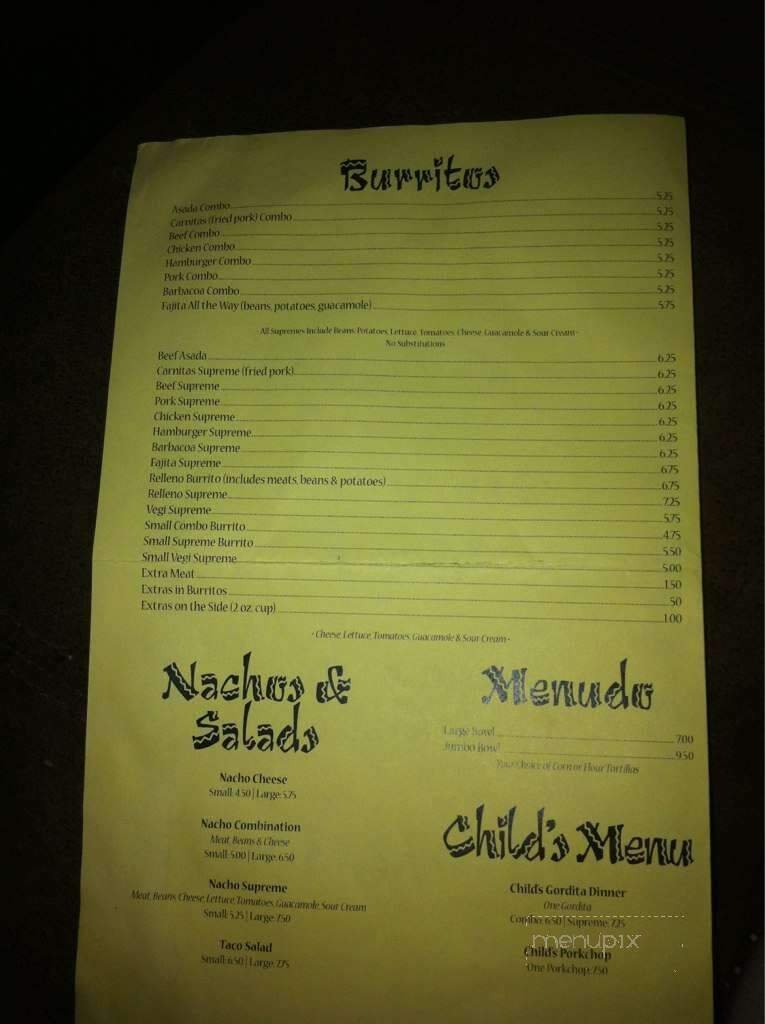 Burritos
Asada Combo 5.25
Carnitas (fried pork) Combo 5.25
Beef Combo 5.25
Chicken Combo 5.25
Hamburger Combo 5.25
Pork Combo 5.25
Barbacoa Combo 5.25
Fajita All the Way (beans, potatoes, guacamole) 5.75
- All Supremes Include Beans, Potatoes, Lettuce, Tomatoes, Cheese, Guacamole & Sour Cream -
No Substitutions
Beef Asada 6.25
Carnitas Supreme (fried pork) 6.25
Beef Supreme 6.25
Pork Supreme 6.25
Chicken Supreme 6.25
Hamburger Supreme 6.25
Barbacoa Supreme 6.25
Fajita Supreme 6.75
Relleno Burrito (includes meats, beans & potatoes) 6.75
Relleno Supreme 7.25
Vegi Supreme 5.75
Small Combo Burrito 4.75
Small Supreme Burrito 5.50
Small Vegi Supreme 5.00
Extra Meat 1.50
Extras in Burritos .50
Extras on the Side (2 oz. cup) 1.00
- Cheese, Lettuce, Tomatoes, Guacamole & Sour Cream -
Nachos &
Salads
Nacho Cheese
Small: 4.50 | Large: 5.75
Nacho Combination
Meat, Beans & Cheese
Small: 5.00 | Large: 6.50
Nacho Supreme
Meat, Beans, Cheese, Lettuce, Tomatoes, Guacamole, Sour Cream
Small: 5.25 | Large: 7.50
Taco Salad
Small: 6.50 | Large: 7.75
Menudo
Large Bowl 7.00
Jumbo Bowl 9.50
Your Choice of Corn or Flour Tortillas
Child's Menu
Child's Gordita Dinner
One Gordita
Combo: 6.50 | Supreme: 7.25
menupix
Child's Porkchop
One Porkchop: 7.50